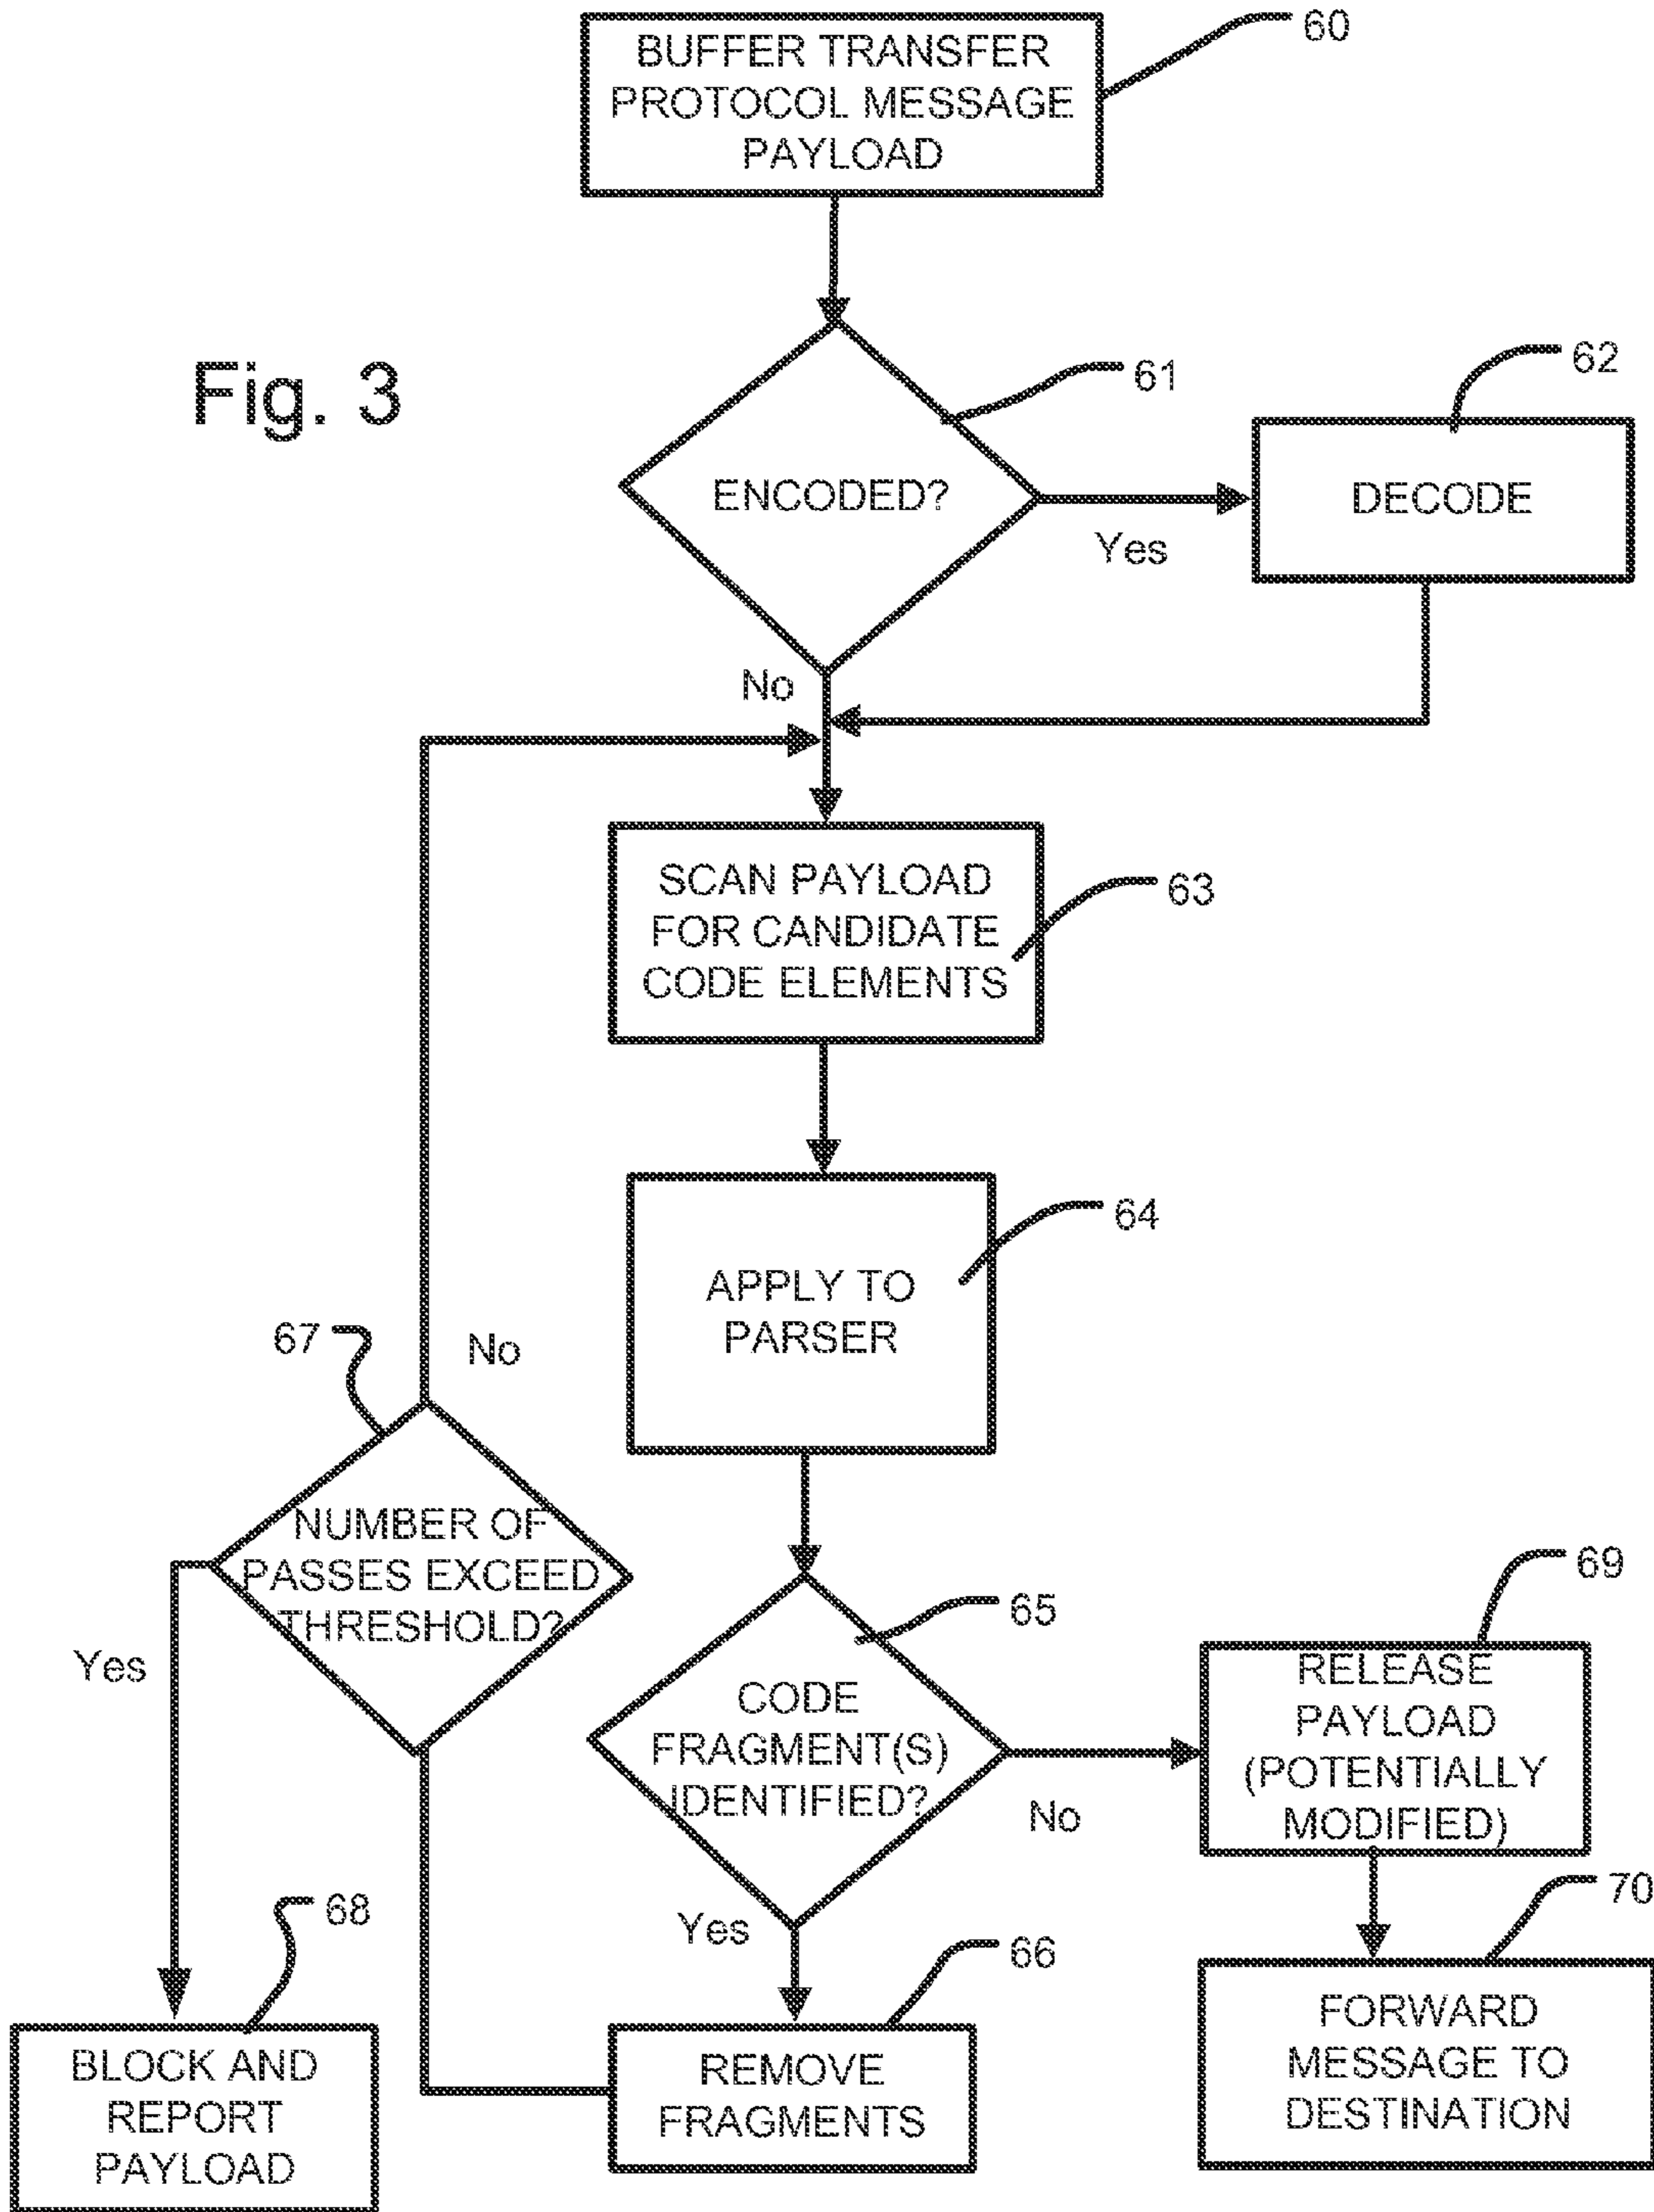 BUFFER TRANSFER
PROTOCOL MESSAGE
PAYLOAD
60
Fig. 3
61
ENCODED?
Yes
62
DECODE
No
SCAN PAYLOAD
FOR CANDIDATE
CODE ELEMENTS
63
APPLY TO
PARSER
64
67
No
NUMBER OF
PASSES EXCEED
THRESHOLD?
Yes
65
CODE
FRAGMENT(S)
IDENTIFIED?
No
Yes
69
RELEASE
PAYLOAD
(POTENTIALLY
MODIFIED)
68
BLOCK AND
REPORT
PAYLOAD
66
REMOVE
FRAGMENTS
70
FORWARD
MESSAGE TO
DESTINATION